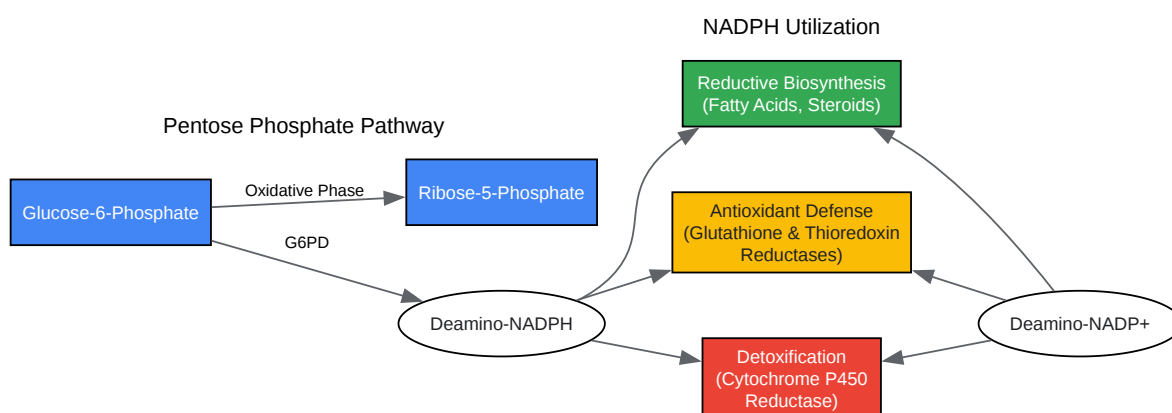 NADPH Utilization
Reductive Biosynthesis
(Fatty Acids, Steroids)
Pentose Phosphate Pathway
Glucose-6-Phosphate
Oxidative Phase
Ribose-5-Phosphate
G6PD
Antioxidant Defense
(Glutathione & Thioredoxin
Reductases)
Deamino-NADPH
Deamino-NADP+
Detoxification
(Cytochrome P450
Reductase)